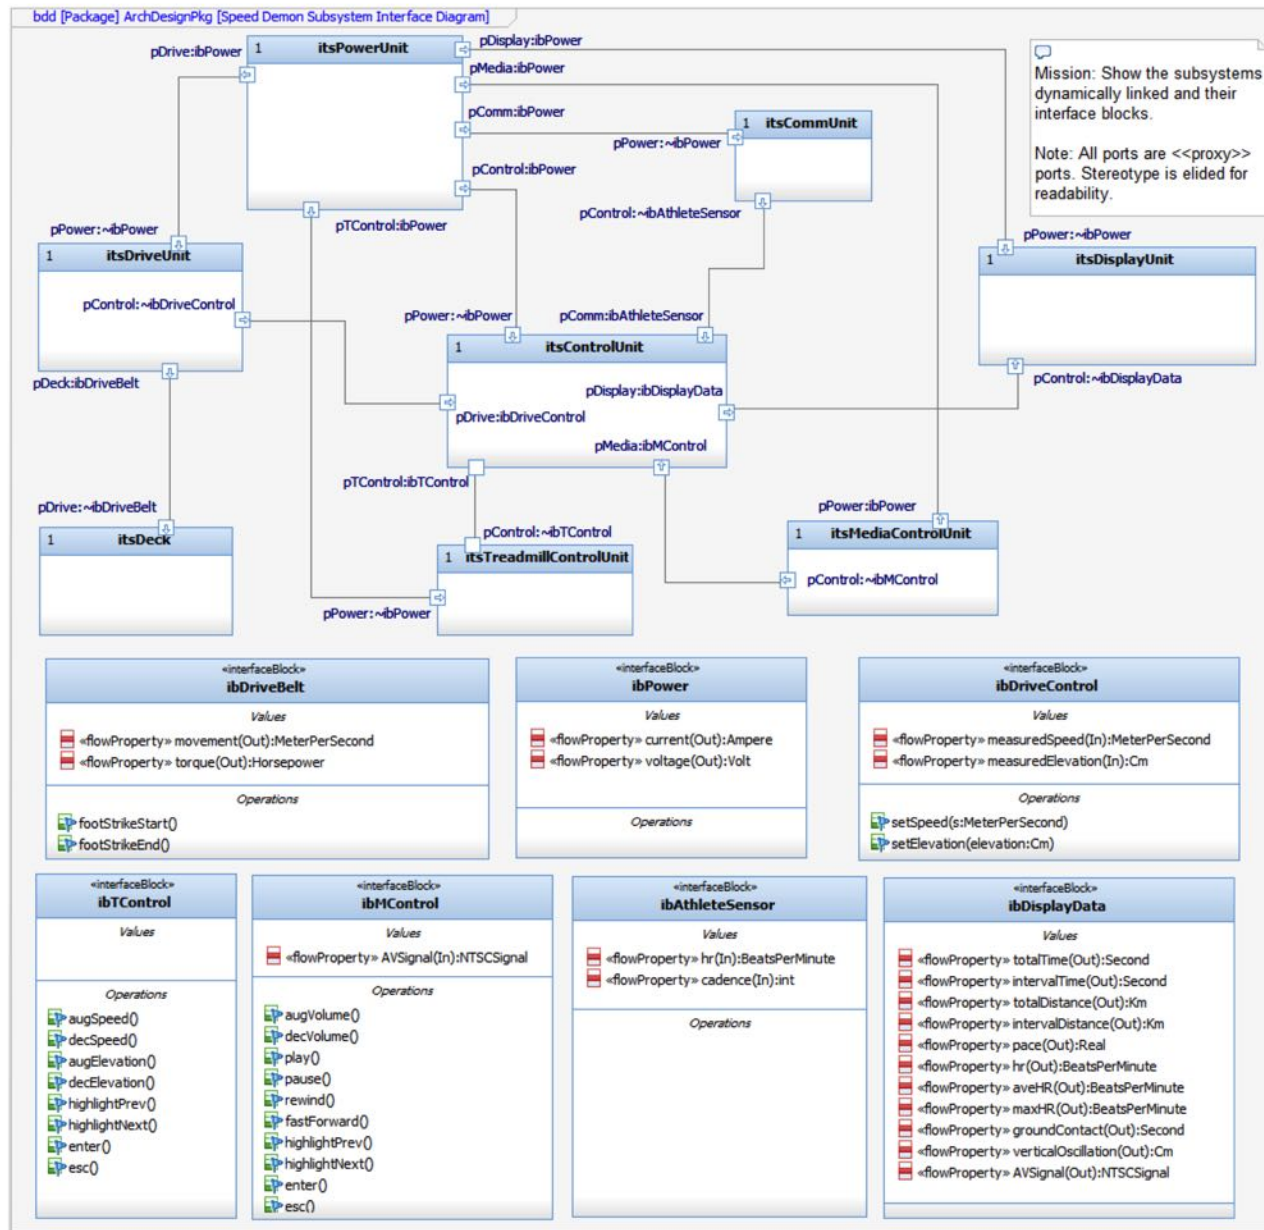 bdd [Package] ArchDesignPkg [Speed Demon Subsystem Interface Diagram]
pDrive:ibPower
1
itsPowerUnit
pDisplay:ibPower
pMedia:ibPower
pComm:ibPower
pControl:ibPower
pTControl:ibPower
1
itsCommUnit
pPower:~ibPower
pControl:~ibAthleteSensor
Mission: Show the subsystems
dynamically linked and their
interface blocks.
Note: All ports are <<proxy>>
ports. Stereotype is elided for
readability.
pPower:~ibPower
1
itsDriveUnit
pControl:~ibDriveControl
pDeck:ibDriveBelt
pPower:~ibPower
1
itsDisplayUnit
pControl:~ibDisplayData
pPower:~ibPower
pComm:ibAthleteSensor
1
itsControlUnit
pDisplay:ibDisplayData
pDrive:ibDriveControl
pMedia:ibMControl
pTControl:ibTControl
pDrive:~ibDriveBelt
1
itsDeck
pControl:~ibTControl
1
itsTreadmillControlUnit
pPower:~ibPower
pPower:ibPower
1
itsMediaControlUnit
pControl:~ibMControl
«interfaceBlock»
ibDriveBelt
Values
«flowProperty» movement(Out):MeterPerSecond
«flowProperty» torque(Out):Horsepower
Operations
footStrikeStart()
footStrikeEnd()
«interfaceBlock»
ibPower
Values
«flowProperty» current(Out):Ampere
«flowProperty» voltage(Out):Volt
Operations
«interfaceBlock»
ibDriveControl
Values
«flowProperty» measuredSpeed(In):MeterPerSecond
«flowProperty» measuredElevation(In):Cm
Operations
setSpeed(s:MeterPerSecond)
setElevation(elevation:Cm)
«interfaceBlock»
ibTControl
Values
Operations
augSpeed()
decSpeed()
augElevation()
decElevation()
highlightPrev()
highlightNext()
enter()
esc()
«interfaceBlock»
ibMControl
Values
«flowProperty» AVSignal(In):NTSCSignal
Operations
augVolume()
decVolume()
play()
pause()
rewind()
fastForward()
highlightPrev()
highlightNext()
enter()
esc()
«interfaceBlock»
ibAthleteSensor
Values
«flowProperty» hr(In):BeatsPerMinute
«flowProperty» cadence(In):int
Operations
«interfaceBlock»
ibDisplayData
Values
«flowProperty» totalTime(Out):Second
«flowProperty» intervalTime(Out):Second
«flowProperty» totalDistance(Out):Km
«flowProperty» intervalDistance(Out):Km
«flowProperty» pace(Out):Real
«flowProperty» hr(Out):BeatsPerMinute
«flowProperty» aveHR(Out):BeatsPerMinute
«flowProperty» maxHR(Out):BeatsPerMinute
«flowProperty» groundContact(Out):Second
«flowProperty» verticalOscillation(Out):Cm
«flowProperty» AVSignal(Out):NTSCSignal